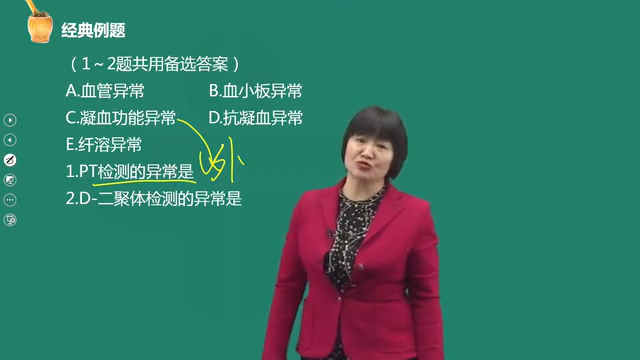 经典例题
（1～2题共用备选答案）
A.血管异常 B.血小板异常
C.凝血功能异常 D.抗凝血异常
E.纤溶异常
1.PT检测的异常是
2.D-二聚体检测的异常是